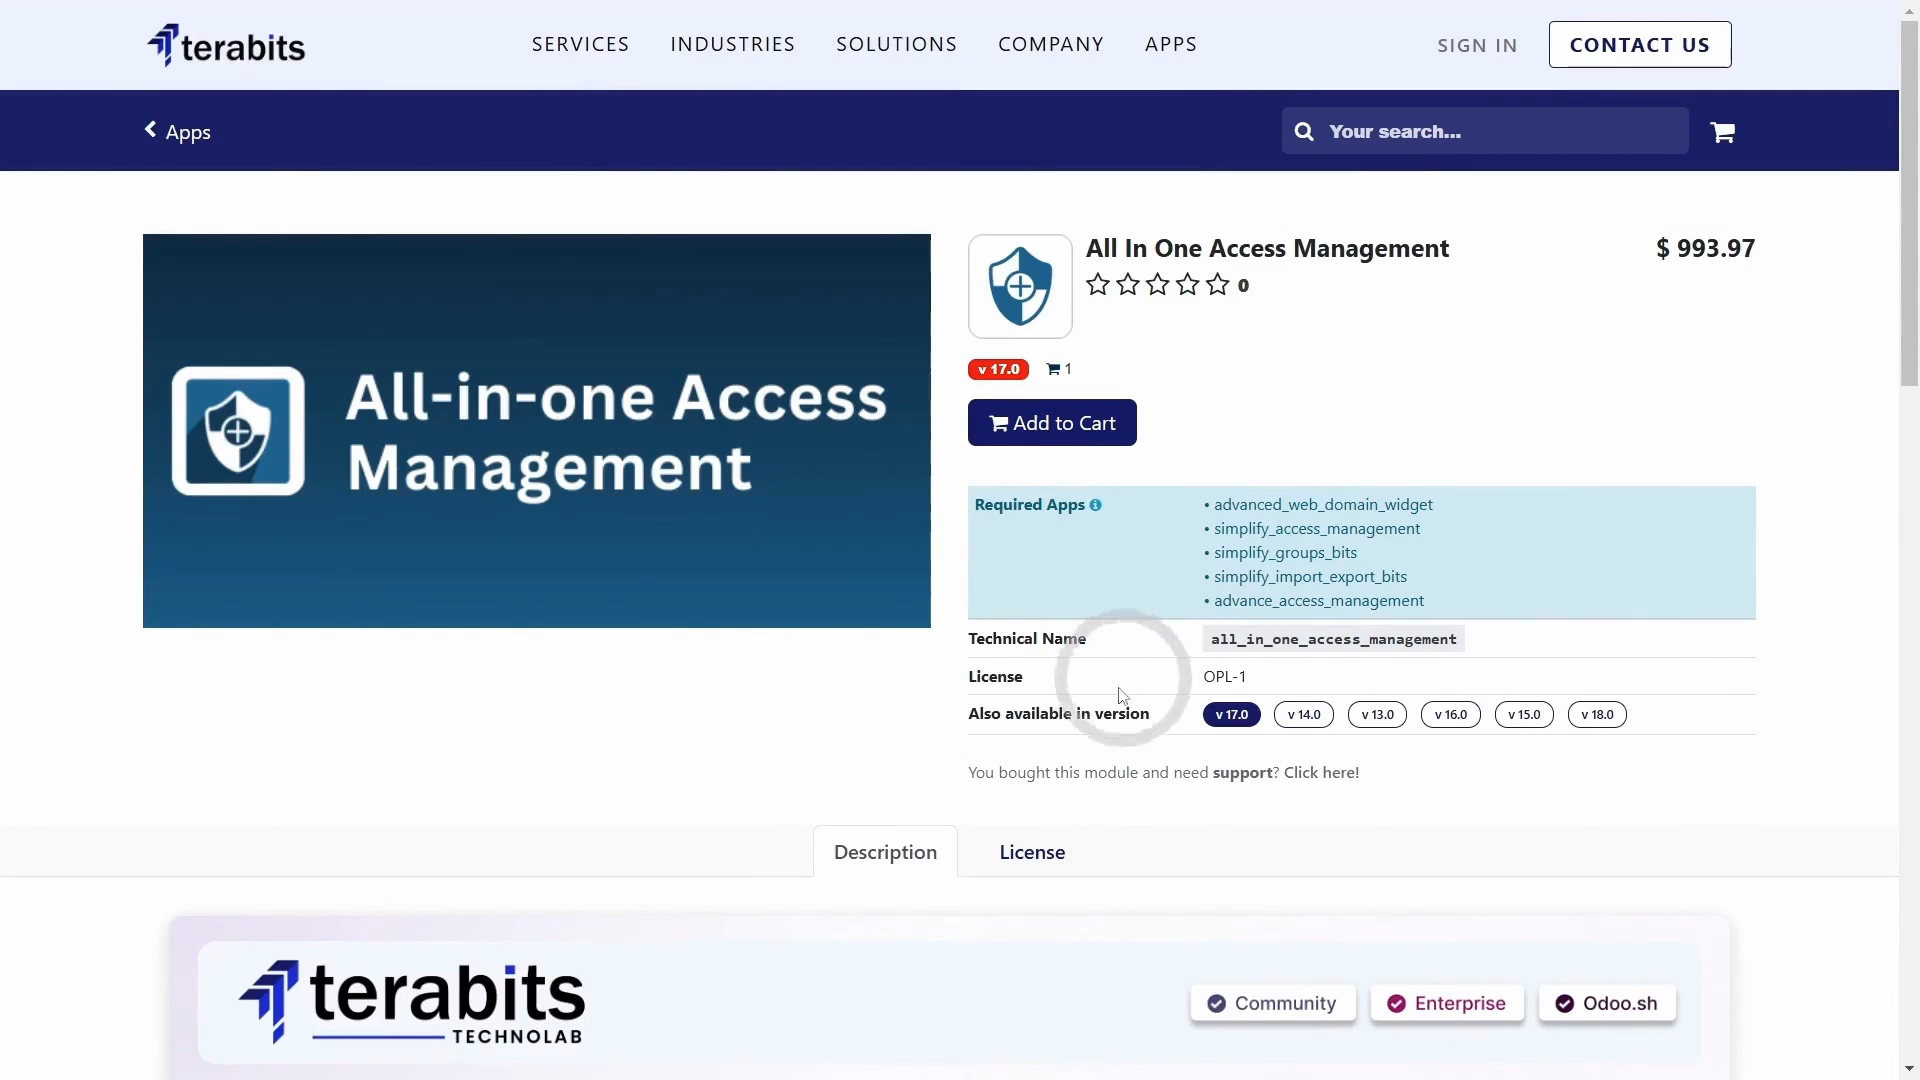 terabits
SERVICES INDUSTRIES SOLUTIONS COMPANY APPS
SIGN IN CONTACT US
Apps
Your search...
All-in-one Access
Management
All In One Access Management $ 993.97
0
v 17.0 1
Add to Cart
Required Apps
• advanced_web_domain_widget
• simplify_access_management
• simplify_groups_bits
• simplify_import_export_bits
• advance_access_management
Technical Name all_in_one_access_management
License OPL-1
Also available in version v 17.0 v 14.0 v 13.0 v 16.0 v 15.0 v 18.0
You bought this module and need support? Click here!
Description License
terabits
TECHNOLAB
Community Enterprise Odoo.sh